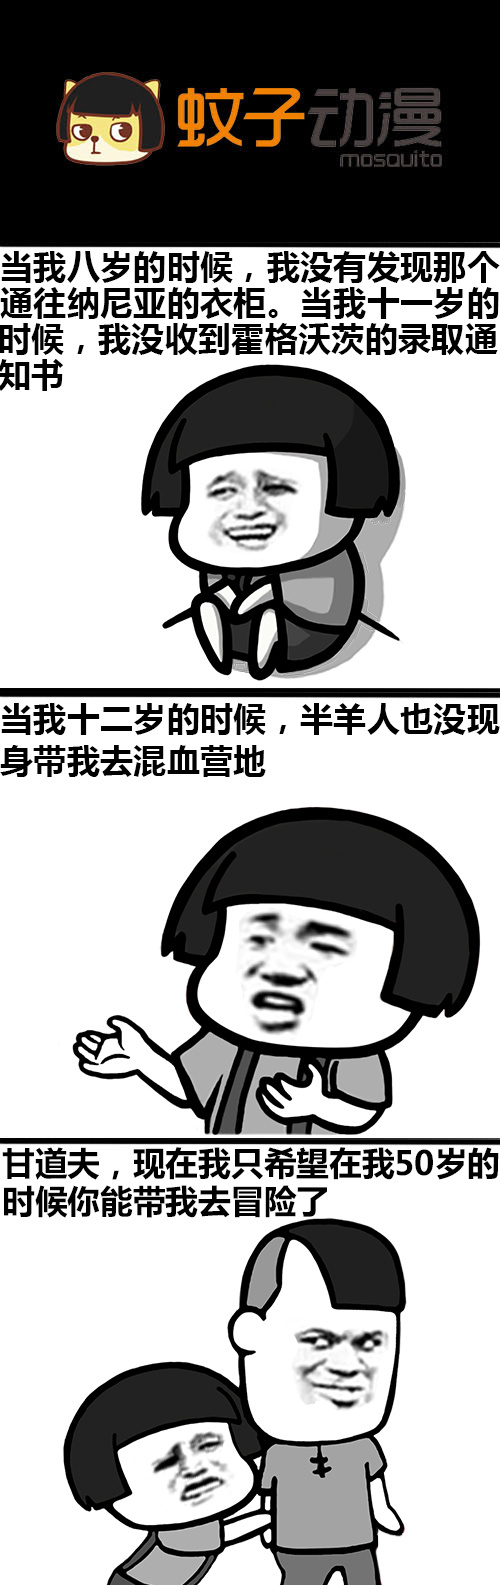 蚊子动漫
mosquito
当我八岁的时候，我没有发现那个
通往纳尼亚的衣柜。当我十一岁的
时候，我没收到霍格沃茨的录取通
知书
当我十二岁的时候，半羊人也没现
身带我去混血营地
甘道夫，现在我只希望在我50岁的
时候你能带我去冒险了